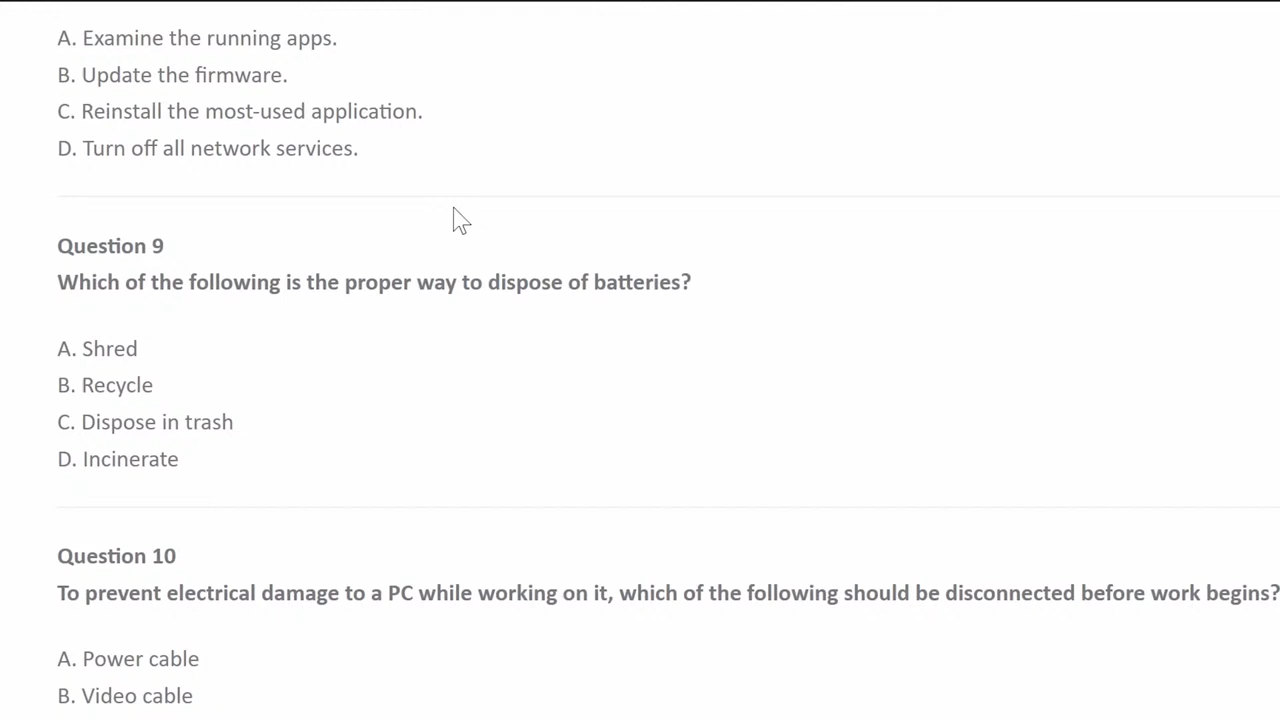 A. Examine the running apps.
B. Update the firmware.
C. Reinstall the most-used application.
D. Turn off all network services.
Question 9
Which of the following is the proper way to dispose of batteries?
A. Shred
B. Recycle
C. Dispose in trash
D. Incinerate
Question 10
To prevent electrical damage to a PC while working on it, which of the following should be disconnected before work begins?
A. Power cable
B. Video cable